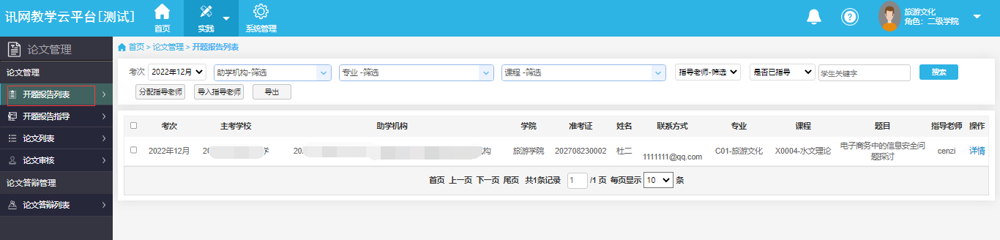 讯网教学云平台[测试]
首页
实践
系统管理
旅游文化
角色：二级学院
论文管理
论文管理
开题报告列表
开题报告指导
论文列表
论文审核
论文答辩管理
论文答辩列表
首页 > 论文管理 > 开题报告列表
考次 2022年12月 助学机构-筛选 专业 -筛选 课程 -筛选 指导老师-筛选 是否已指导 学生关键字 搜索
分配指导老师 导入指导老师 导出
考次 主考学校 助学机构 学院 准考证 姓名 联系方式 专业 课程 题目 指导老师 操作
2022年12月 旅游学院 202708230002 杜二 1111111@qq.com C01-旅游文化 X0004-水文理论 电子商务中的信息安全问 cenzi 详情
题探讨
首页 上一页 下一页 尾页 共1条记录 1 /1 页 每页显示 10 条